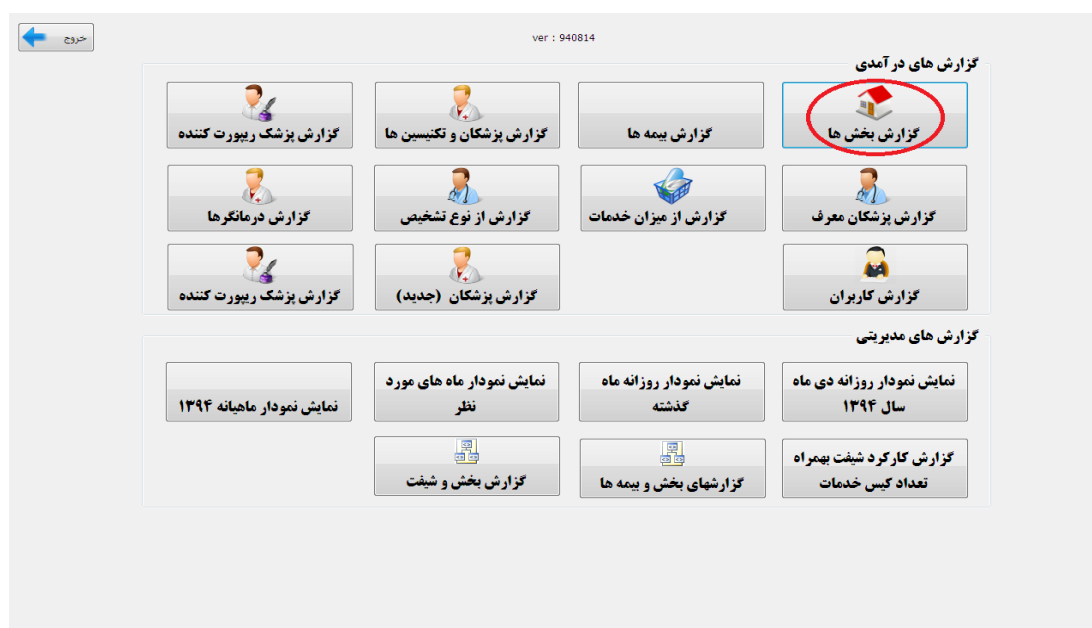 خروج
ver : 940814
گزارش های در آمدی
گزارش بخش ها
گزارش بیمه ها
گزارش پزشکان و تکنیسین ها
گزارش پزشک ریپورت کننده
گزارش پزشکان معرف
گزارش از میزان خدمات
گزارش از نوع تشخیص
گزارش درمانگرها
گزارش کاربران
گزارش پزشکان (جدید)
گزارش پزشک ریپورت کننده
گزارش های مدیریتی
نمایش نمودار روزانه دی ماه
سال ۱۳۹۴
نمایش نمودار روزانه ماه
گذشته
نمایش نمودار ماه های مورد
نظر
نمایش نمودار ماهیانه ۱۳۹۴
گزارش کارکرد شیفت بهمراه
تعداد کیس خدمات
گزارشهای بخش و بیمه ها
گزارش بخش و شیفت